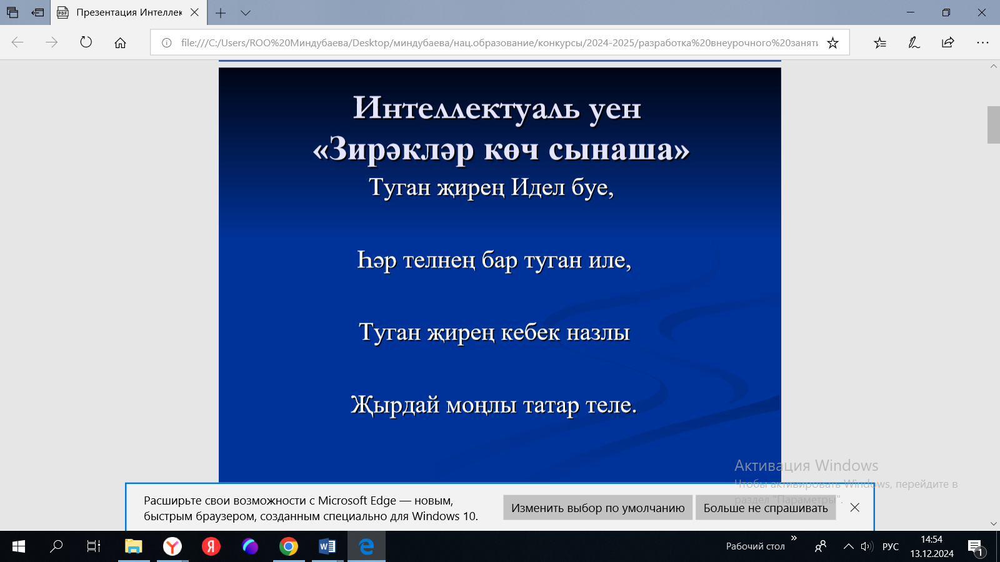 Презентация Интеллек
file:///C:/Users/ROO%20Миндубаева/Desktop/миндубаева/нац.образование/конкурсы/2024-2025/разработка%20внеурочного%20заняти
Интеллектуаль уен
«Зирәкләр көч сынаша»
Туган җирең Идел буе,
Һәр телнең бар туган иле,
Туган җирең кебек назлы
Җырдай моңлы татар теле.
Активация Windows
Чтобы активировать Windows, перейдите в
раздел "Параметры".
Расширьте свои возможности с Microsoft Edge — новым,
быстрым браузером, созданным специально для Windows 10.
Изменить выбор по умолчанию
Больше не спрашивать
Рабочий стол
РУС
14:54
13.12.2024
1